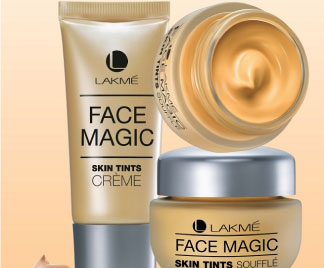 LAKMÉ
FACE
MAGIC
SKIN TINTS
CRÈME
LAKMÉ
FACE MAGIC
SKIN TINTS SOUFFLÉ